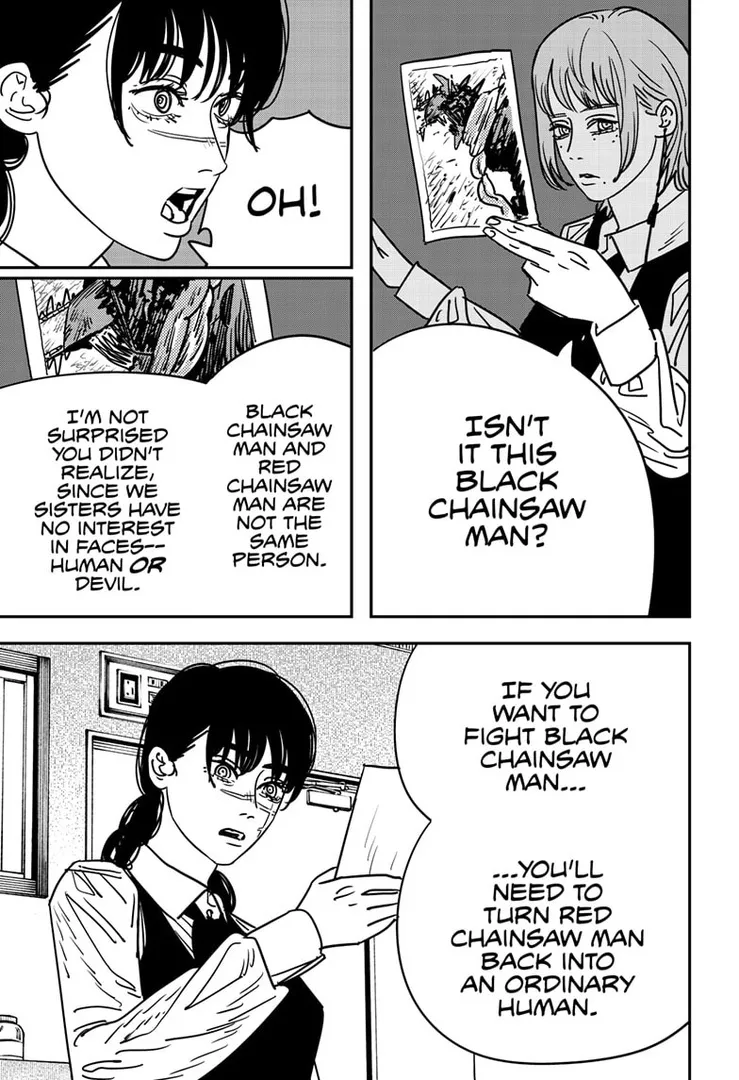 ISN'T
IT THIS
BLACK
CHAINSAW
MAN?
OH!
BLACK
CHAINSAW
MAN AND
RED
CHAINSAW
MAN ARE
NOT THE
SAME
PERSON.
I'M NOT
SURPRISED
YOU DIDN'T
REALIZE,
SINCE WE
SISTERS HAVE
NO INTEREST
IN FACES--
HUMAN OR
DEVIL.
IF YOU
WANT TO
FIGHT BLACK
CHAINSAW
MAN...
...YOU'LL
NEED TO
TURN RED
CHAINSAW MAN
BACK INTO
AN ORDINARY
HUMAN.